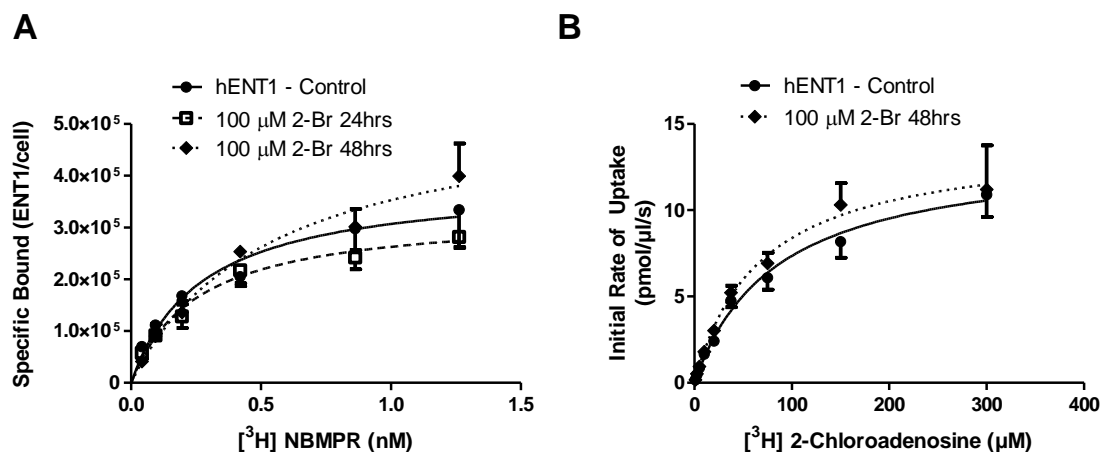 A
hENT1 - Control
100 μM 2-Br 24hrs
100 μM 2-Br 48hrs
Specific Bound (ENT1/cell)
5.0×10⁵
4.0×10⁵
3.0×10⁵
2.0×10⁵
1.0×10⁵
0.0
0.0 0.5 1.0 1.5
[³H] NBMPR (nM)
B
hENT1 - Control
100 μM 2-Br 48hrs
Initial Rate of Uptake
(pmol/μl/s)
15
10
5
0
0 100 200 300 400
[³H] 2-Chloroadenosine (μM)